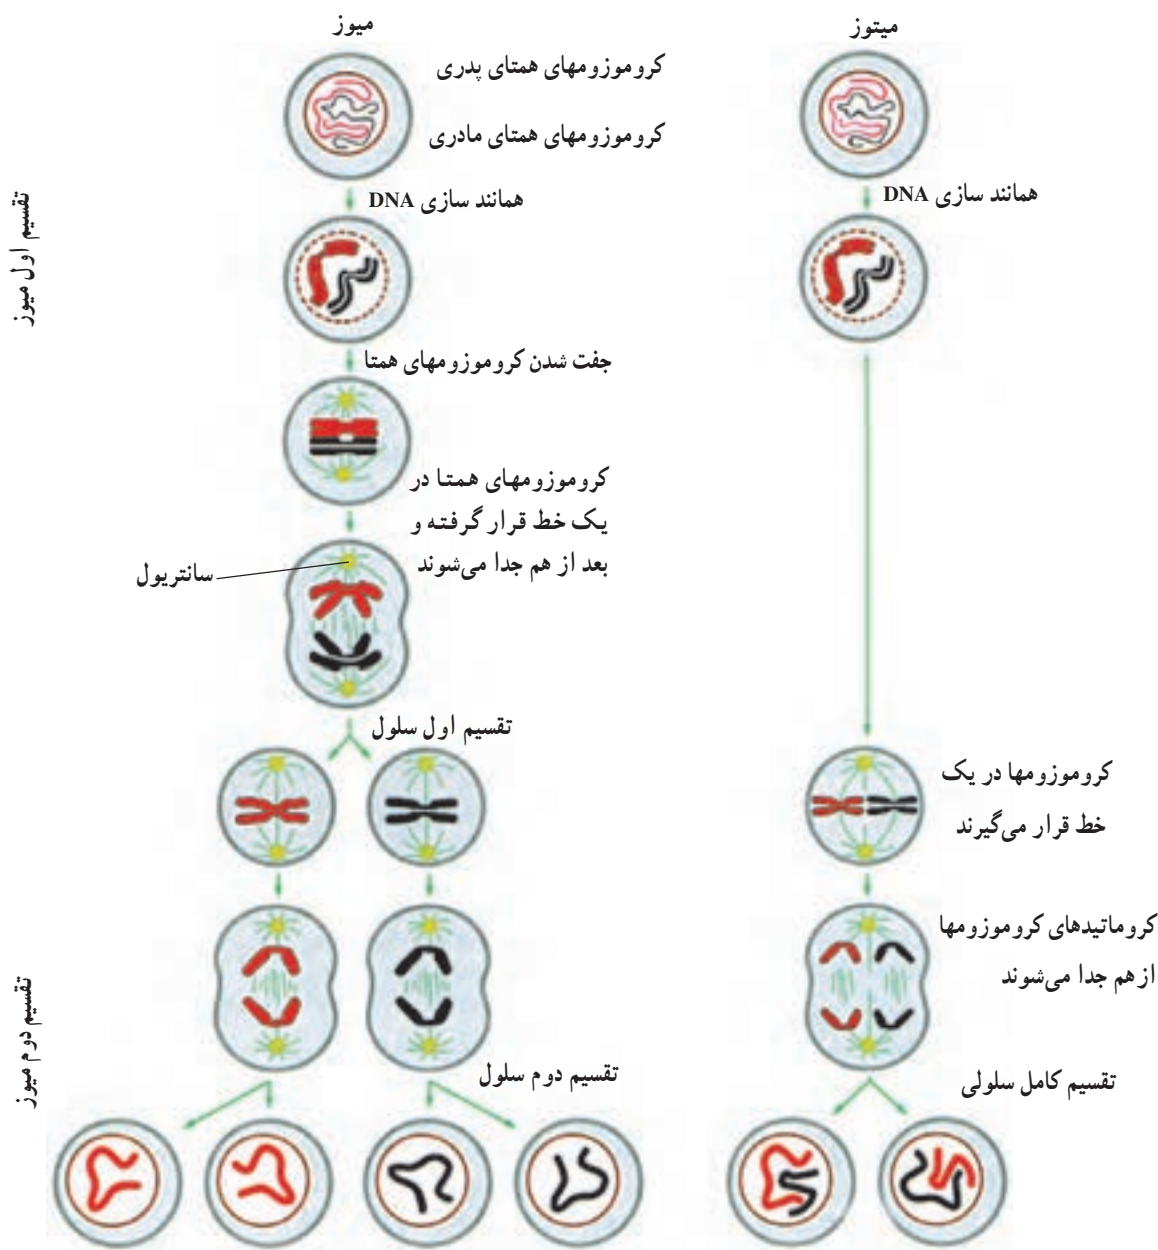 میتوز
همانند سازی DNA
کروموزومها در یک
خط قرار می‌گیرند
کروماتیدهای کروموزومها
ازهم جدا می‌شوند
تقسیم کامل سلولی
میوز
کروموزومهای همتای پدری
کروموزومهای همتای مادری
همانند سازی DNA
جفت شدن کروموزومهای همتا
کروموزومهای همتا در
یک خط قرار گرفته و
بعد از هم جدا می‌شوند
سانتریول
تقسیم اول سلول
تقسیم دوم سلول
تقسیم اول میوز
تقسیم دوم میوز